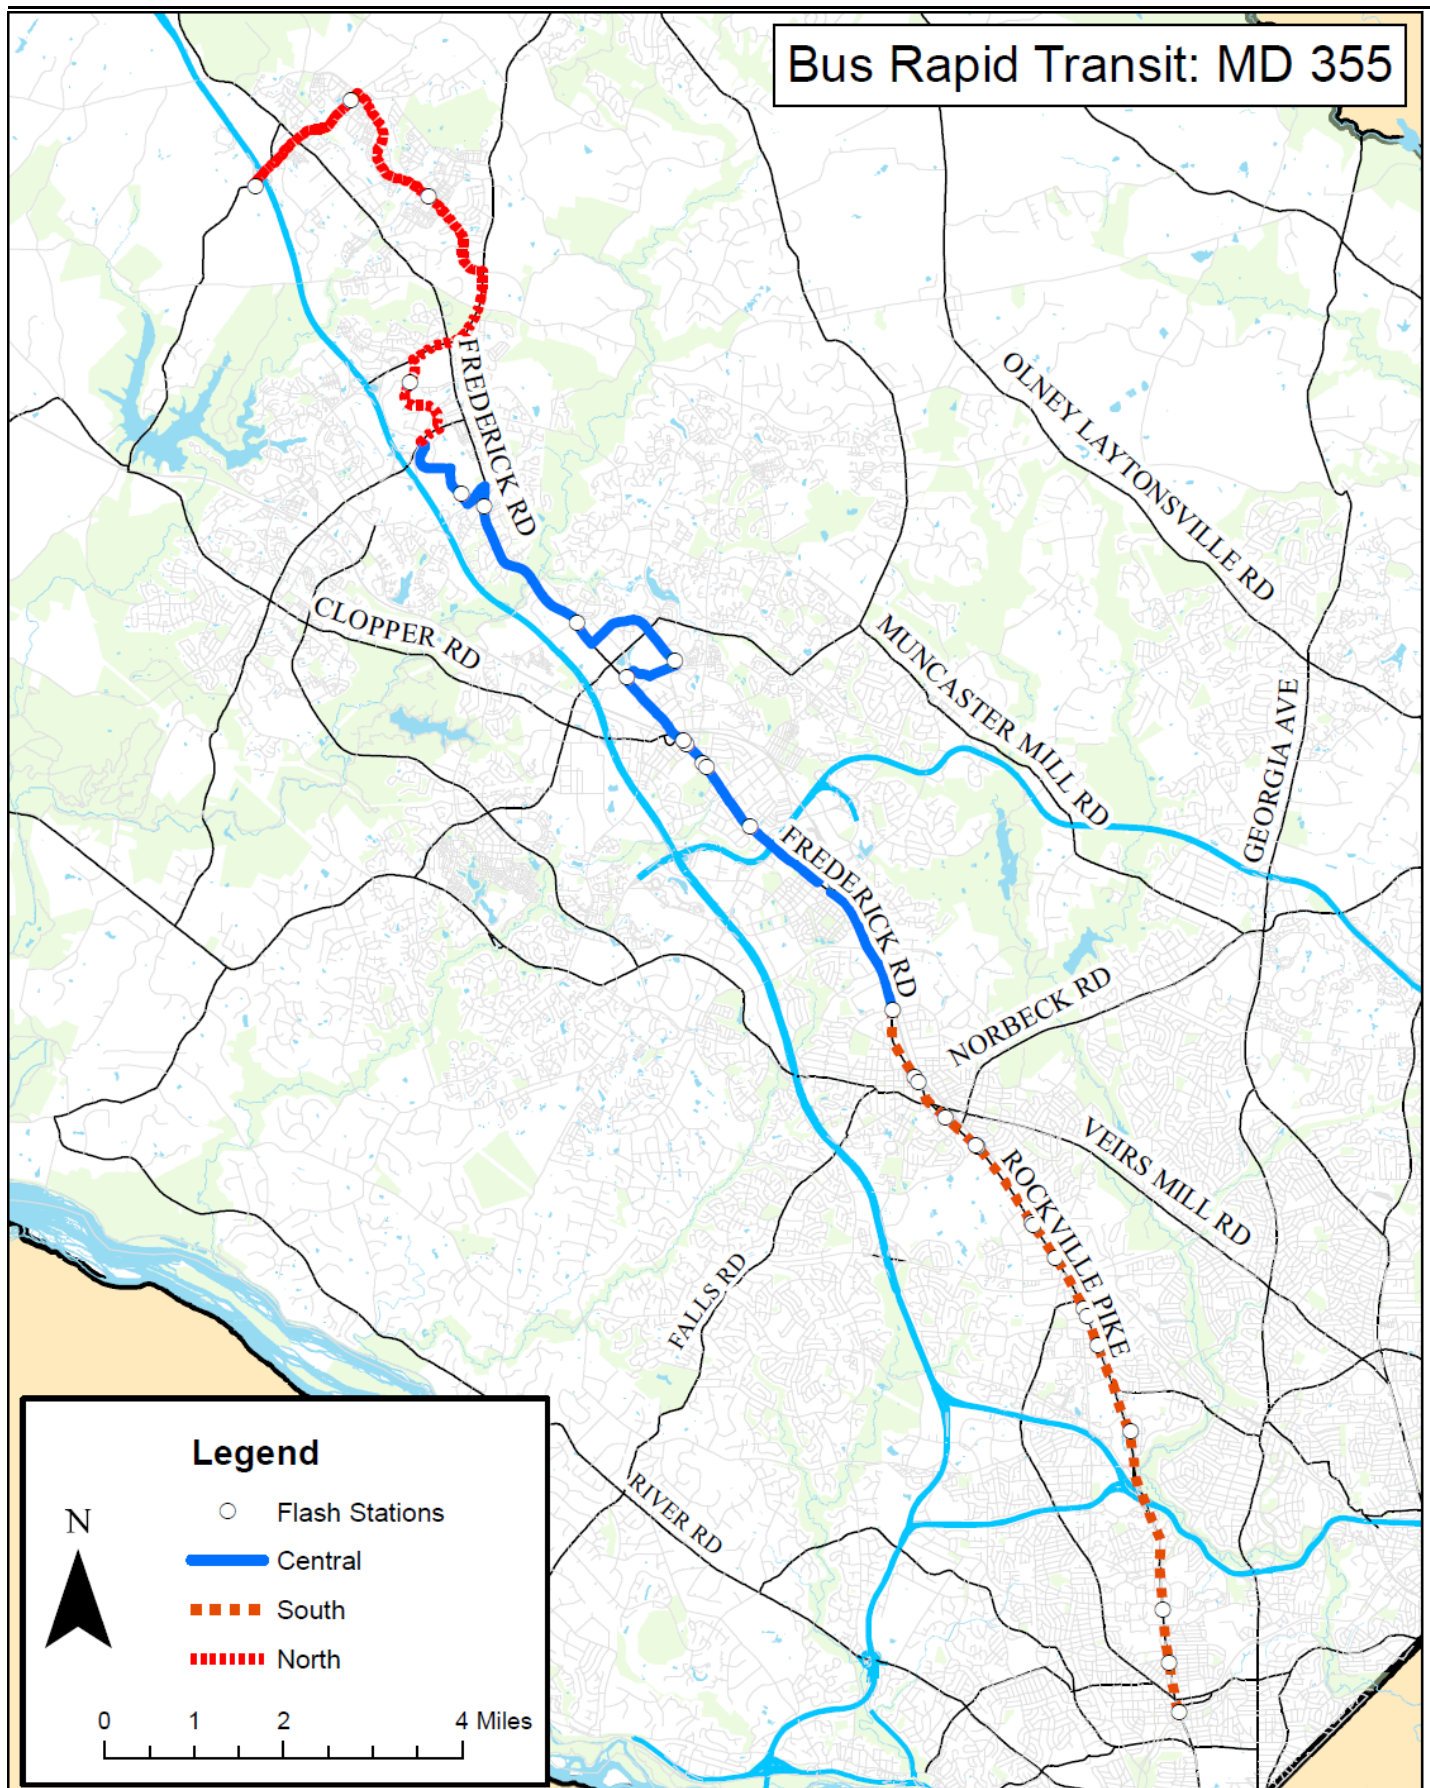 Bus Rapid Transit: MD 355
FREDERICK RD
OLNEY LAYTONSVILLE RD
CLOPPER RD
MUNCASTER MILL RD
GEORGIA AVE
FREDERICK RD
NORBECK RD
VEIRS MILL RD
ROCKVILLE PIKE
FALLS RD
RIVER RD
Legend
N
Flash Stations
Central
South
North
0 1 2 4 Miles